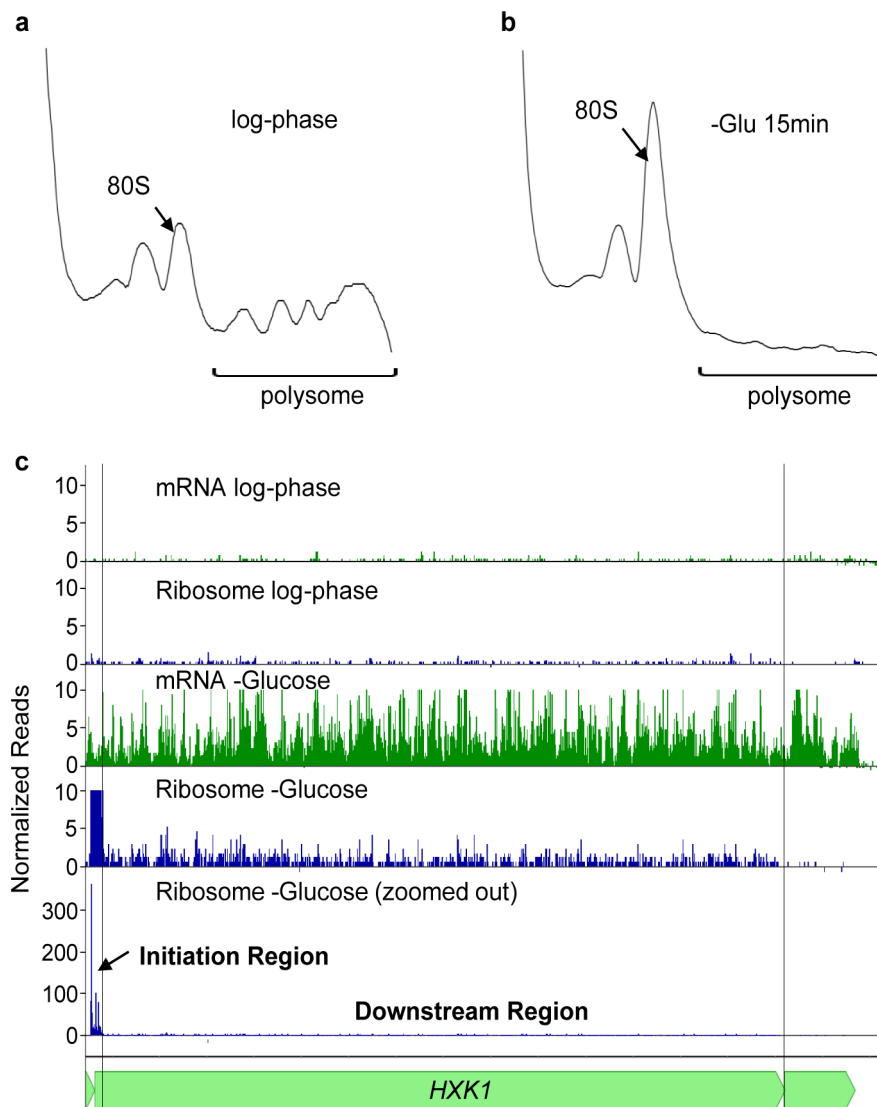 a
log-phase
80S
polysome
b
80S
-Glu 15min
polysome
c
Normalized Reads
mRNA log-phase
10
5
0
Ribosome log-phase
10
5
0
mRNA -Glucose
10
5
0
Ribosome -Glucose
10
5
0
Ribosome -Glucose (zoomed out)
300
200
100
0
Initiation Region
Downstream Region
HXK1